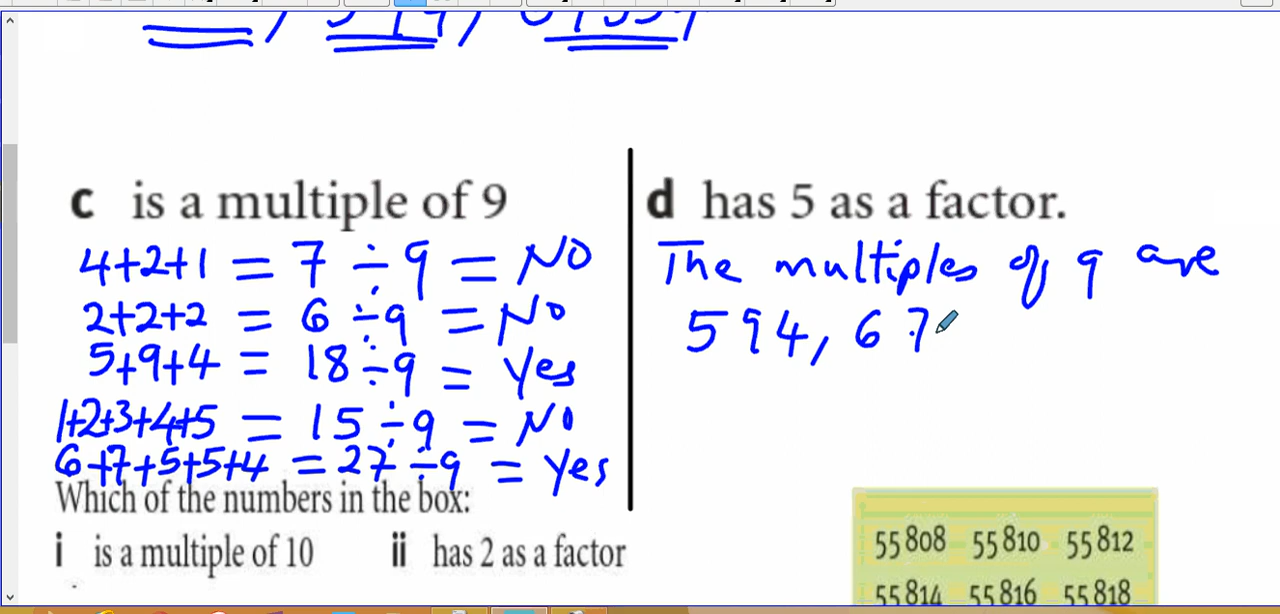 c is a multiple of 9
4+2+1 = 7 ÷ 9 = NO
2+2+2 = 6 ÷ 9 = NO
5+9+4 = 18 ÷ 9 = Yes
1+2+3+4+5 = 15 ÷ 9 = NO
6+7+5+5+4 = 27 ÷ 9 = Yes
d has 5 as a factor.
The multiples of 9 are
594, 67
Which of the numbers in the box:
i is a multiple of 10 ii has 2 as a factor
55 808 55 810 55 812
55 814 55 816 55 818